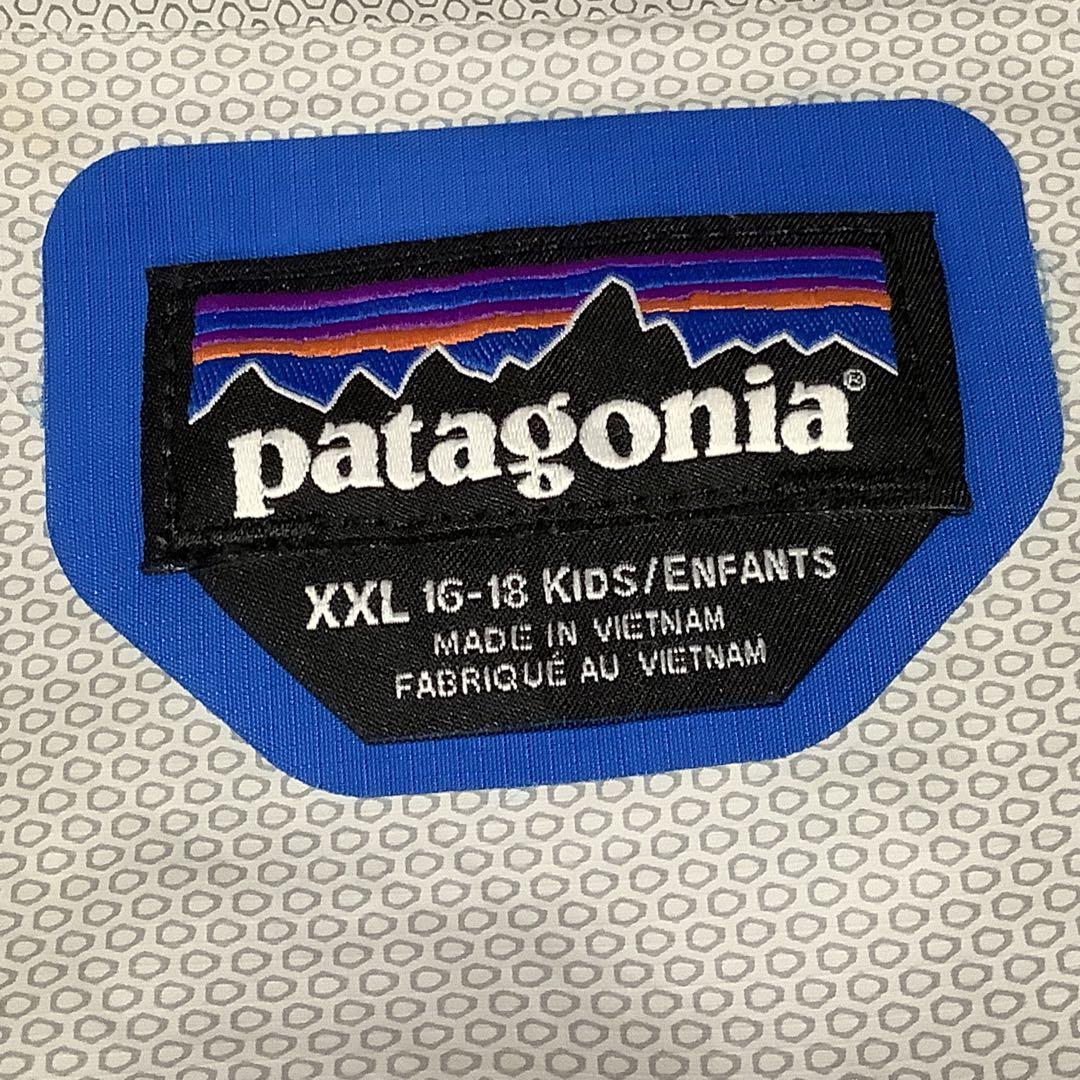 patagonia®
XXL 16-18 KIDS/ENFANTS
MADE IN VIETNAM
FABRIQUÉ AU VIETNAM